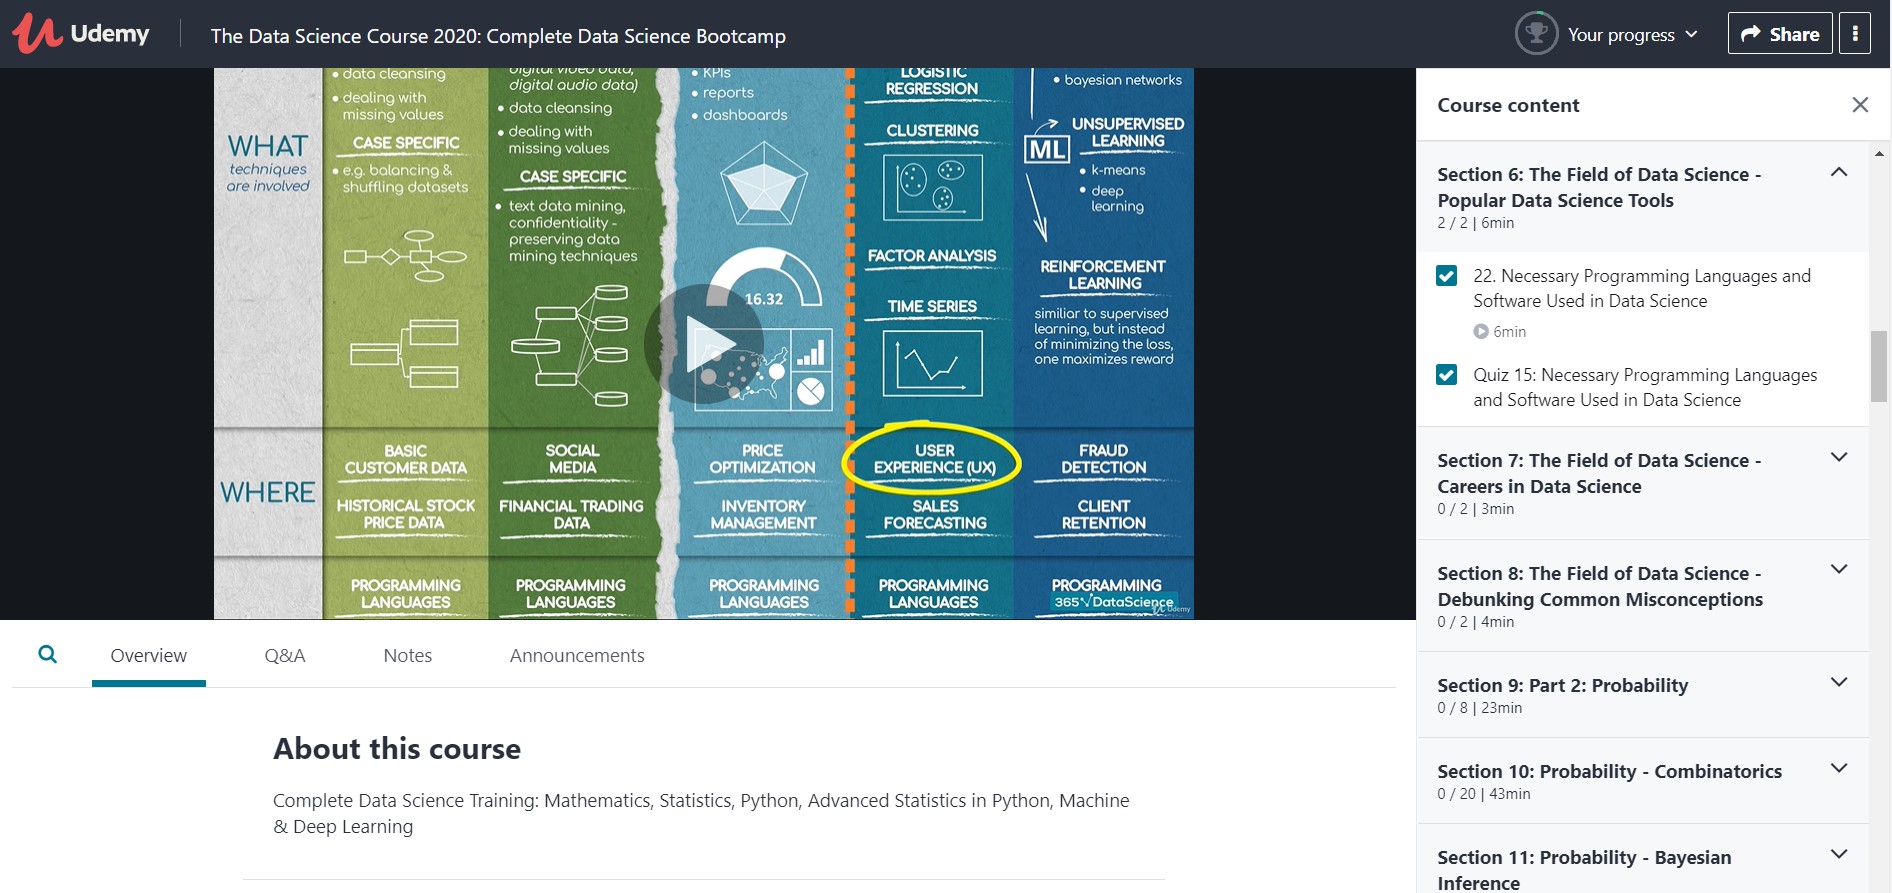 Udemy
The Data Science Course 2020: Complete Data Science Bootcamp
Your progress
Share
WHAT
techniques
are involved
• data cleansing
• dealing with
missing values
CASE SPECIFIC
• e.g. balancing &
shuffling datasets
digital video data,
digital audio data)
• data cleansing
• dealing with
missing values
CASE SPECIFIC
• text data mining,
confidentiality -
preserving data
mining techniques
• KPIs
• reports
• dashboards
16.32
LOGISTIC
REGRESSION
CLUSTERING
FACTOR ANALYSIS
TIME SERIES
• bayesian networks
ML
UNSUPERVISED
LEARNING
• k-means
• deep
learning
REINFORCEMENT
LEARNING
similiar to supervised
learning, but instead
of minimizing the loss,
one maximizes reward
WHERE
BASIC
CUSTOMER DATA
HISTORICAL STOCK
PRICE DATA
SOCIAL
MEDIA
FINANCIAL TRADING
DATA
PRICE
OPTIMIZATION
INVENTORY
MANAGEMENT
USER
EXPERIENCE (UX)
SALES
FORECASTING
FRAUD
DETECTION
CLIENT
RETENTION
PROGRAMMING
LANGUAGES
PROGRAMMING
LANGUAGES
PROGRAMMING
LANGUAGES
PROGRAMMING
LANGUAGES
PROGRAMMING
365√DataScience
Udemy
Course content
Section 6: The Field of Data Science -
Popular Data Science Tools
2 / 2 | 6min
22. Necessary Programming Languages and
Software Used in Data Science
6min
Quiz 15: Necessary Programming Languages
and Software Used in Data Science
Section 7: The Field of Data Science -
Careers in Data Science
0 / 2 | 3min
Section 8: The Field of Data Science -
Debunking Common Misconceptions
0 / 2 | 4min
Section 9: Part 2: Probability
0 / 8 | 23min
Section 10: Probability - Combinatorics
0 / 20 | 43min
Section 11: Probability - Bayesian
Inference
Overview
Q&A
Notes
Announcements
About this course
Complete Data Science Training: Mathematics, Statistics, Python, Advanced Statistics in Python, Machine
& Deep Learning